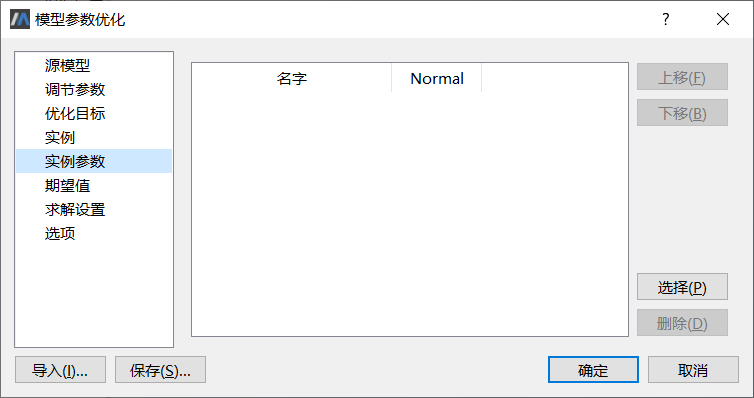 模型参数优化
?
源模型
调节参数
优化目标
实例
实例参数
期望值
求解设置
选项
名字 Normal
上移(F)
下移(B)
选择(P)
删除(D)
导入(I)... 保存(S)... 确定 取消